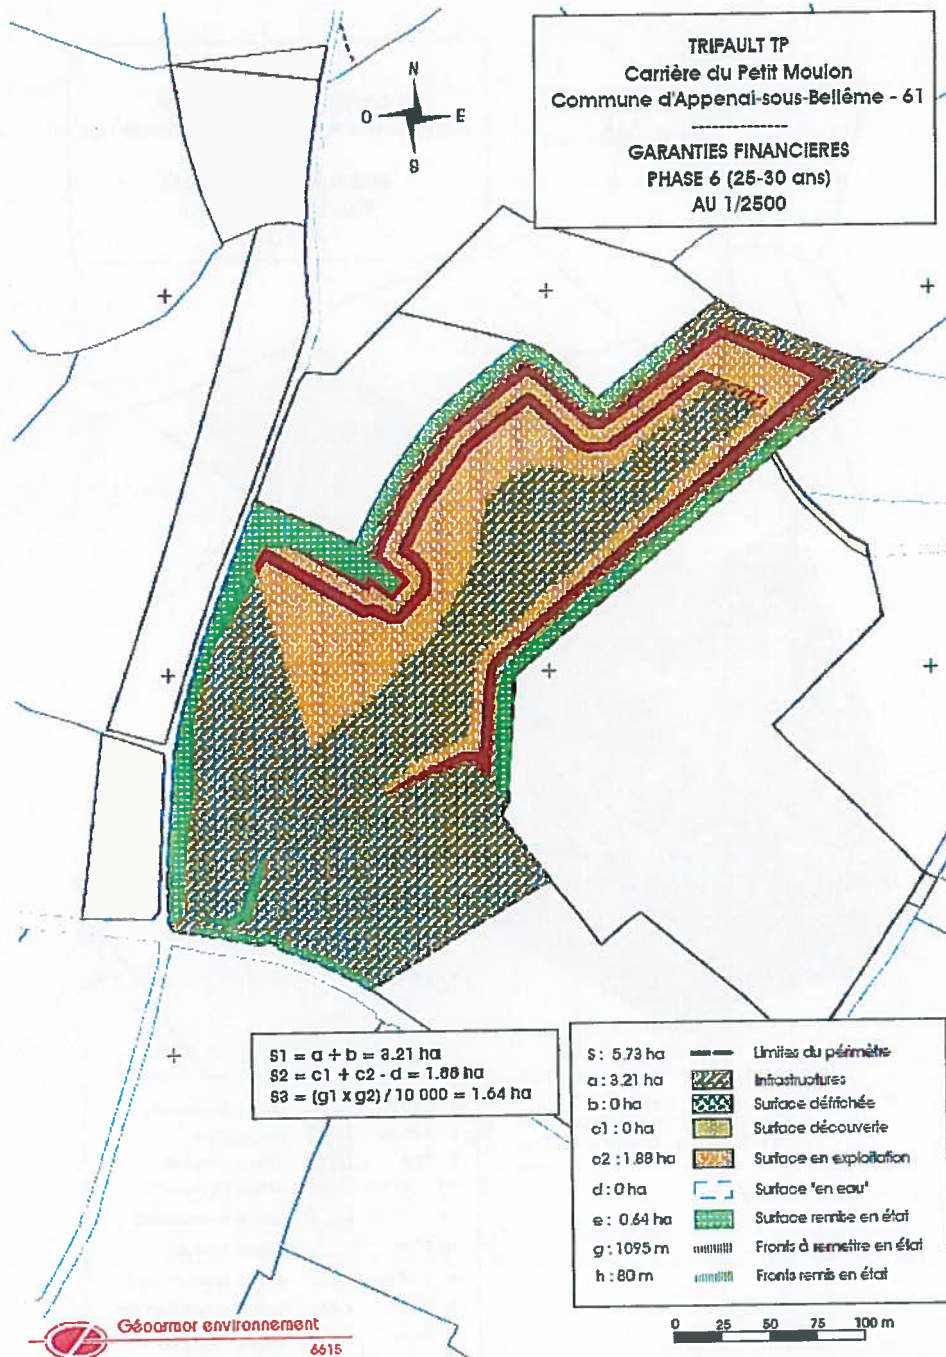 TRIFAULT TP
Carrière du Petit Moulon
Commune d'Appenai-sous-Bellême - 61
------------
GARANTIES FINANCIERES
PHASE 6 (25-30 ans)
AU 1/2500
N
O E
S
S1 = a + b = 3.21 ha
S2 = c1 + c2 - d = 1.88 ha
S3 = (g1 x g2) / 10 000 = 1.64 ha
S : 5.73 ha Limites du périmètre
a : 3.21 ha Infrastructures
b : 0 ha Surface défrichée
c1 : 0 ha Surface découverte
c2 : 1.88 ha Surface en exploitation
d : 0 ha Surface "en eau"
e : 0.64 ha Surface remise en état
g : 1095 m Fronts à remettre en état
h : 80 m Fronts remis en état
0 25 50 75 100 m
Géoarmor environnement
6615